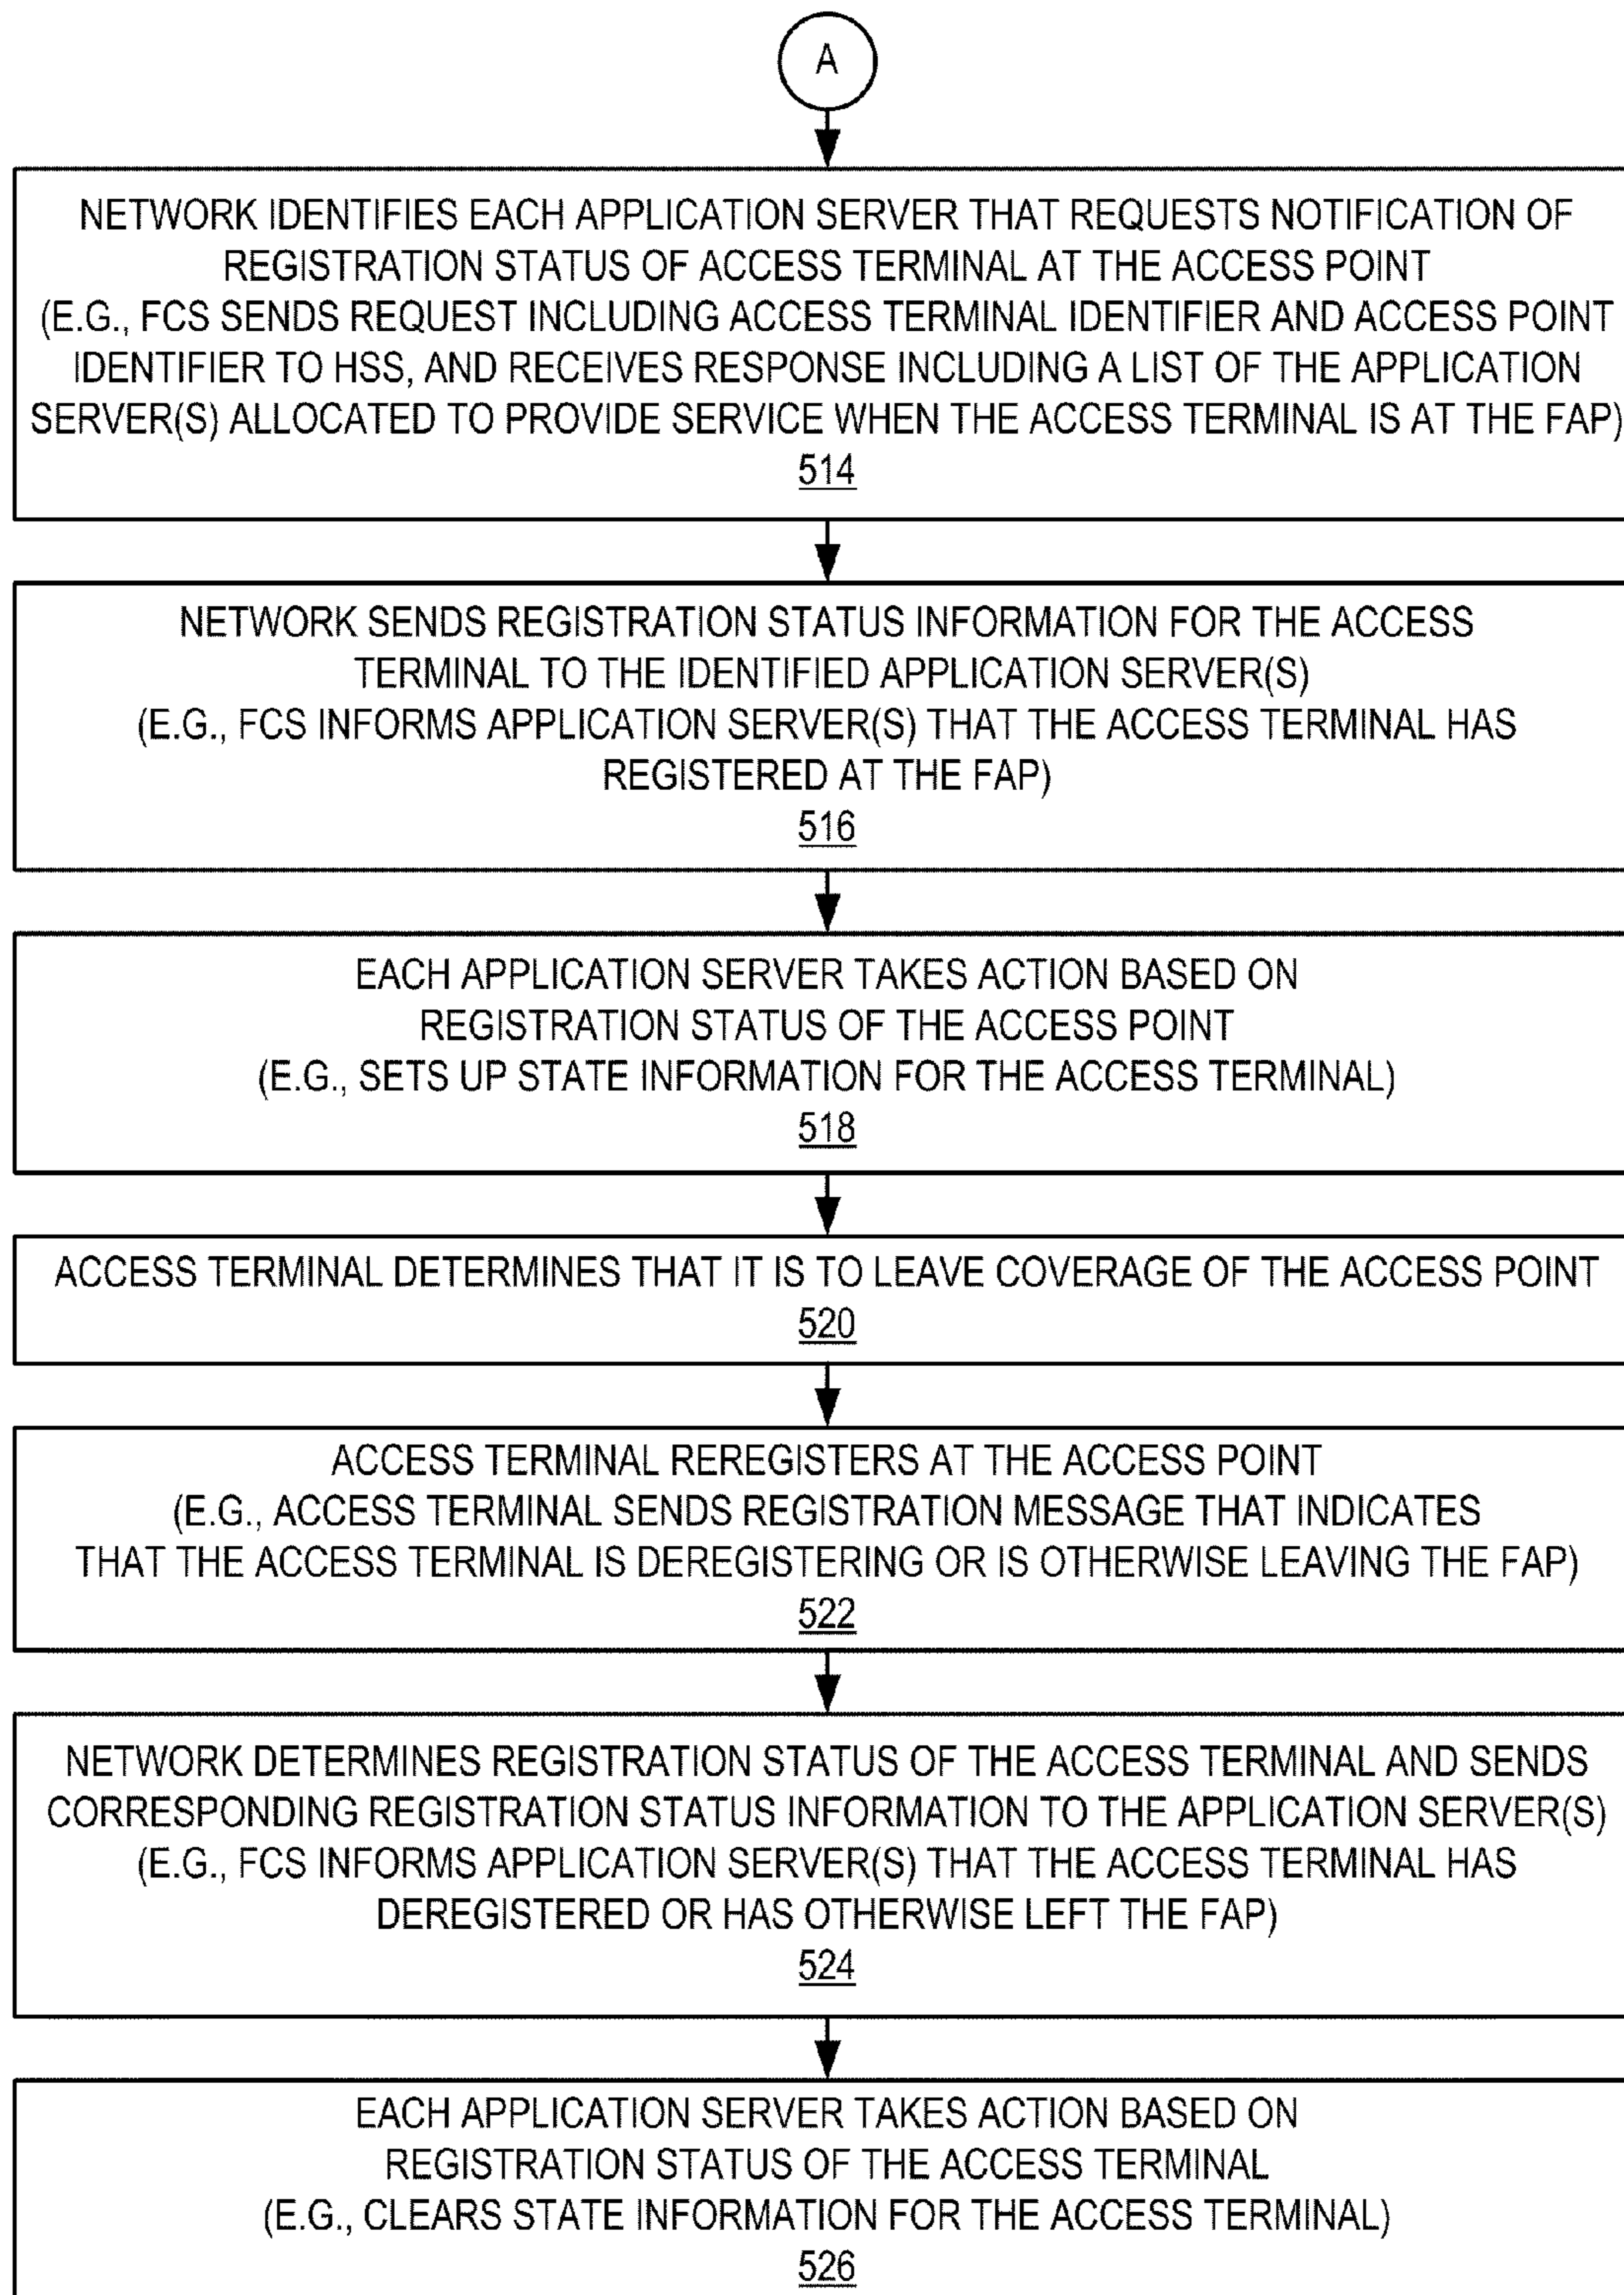 A
NETWORK IDENTIFIES EACH APPLICATION SERVER THAT REQUESTS NOTIFICATION OF
REGISTRATION STATUS OF ACCESS TERMINAL AT THE ACCESS POINT
(E.G., FCS SENDS REQUEST INCLUDING ACCESS TERMINAL IDENTIFIER AND ACCESS POINT
IDENTIFIER TO HSS, AND RECEIVES RESPONSE INCLUDING A LIST OF THE APPLICATION
SERVER(S) ALLOCATED TO PROVIDE SERVICE WHEN THE ACCESS TERMINAL IS AT THE FAP)
514
NETWORK SENDS REGISTRATION STATUS INFORMATION FOR THE ACCESS
TERMINAL TO THE IDENTIFIED APPLICATION SERVER(S)
(E.G., FCS INFORMS APPLICATION SERVER(S) THAT THE ACCESS TERMINAL HAS
REGISTERED AT THE FAP)
516
EACH APPLICATION SERVER TAKES ACTION BASED ON
REGISTRATION STATUS OF THE ACCESS POINT
(E.G., SETS UP STATE INFORMATION FOR THE ACCESS TERMINAL)
518
ACCESS TERMINAL DETERMINES THAT IT IS TO LEAVE COVERAGE OF THE ACCESS POINT
520
ACCESS TERMINAL REREGISTERS AT THE ACCESS POINT
(E.G., ACCESS TERMINAL SENDS REGISTRATION MESSAGE THAT INDICATES
THAT THE ACCESS TERMINAL IS DEREGISTERING OR IS OTHERWISE LEAVING THE FAP)
522
NETWORK DETERMINES REGISTRATION STATUS OF THE ACCESS TERMINAL AND SENDS
CORRESPONDING REGISTRATION STATUS INFORMATION TO THE APPLICATION SERVER(S)
(E.G., FCS INFORMS APPLICATION SERVER(S) THAT THE ACCESS TERMINAL HAS
DEREGISTERED OR HAS OTHERWISE LEFT THE FAP)
524
EACH APPLICATION SERVER TAKES ACTION BASED ON
REGISTRATION STATUS OF THE ACCESS TERMINAL
(E.G., CLEARS STATE INFORMATION FOR THE ACCESS TERMINAL)
526